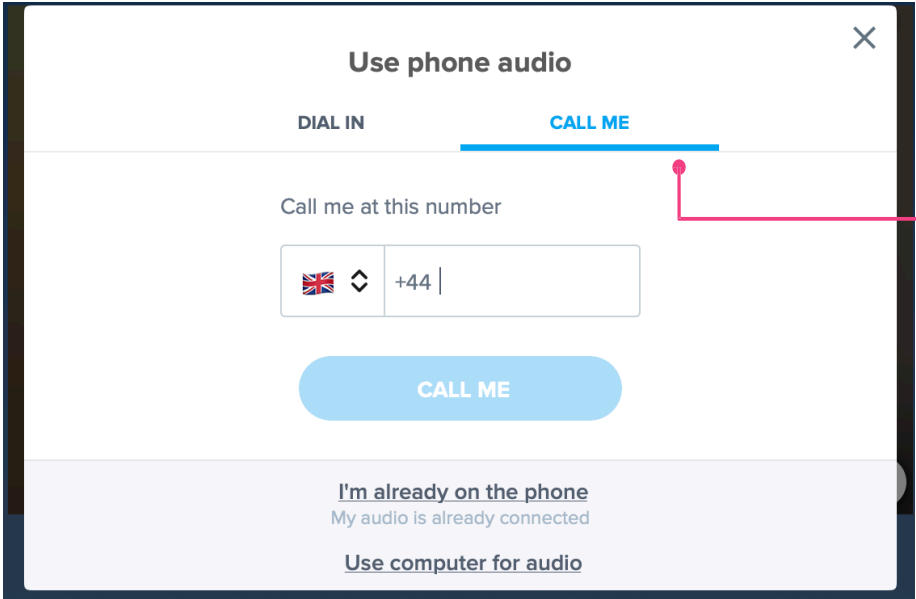 Use phone audio
DIAL IN
CALL ME
Call me at this number
+44
CALL ME
I'm already on the phone
My audio is already connected
Use computer for audio